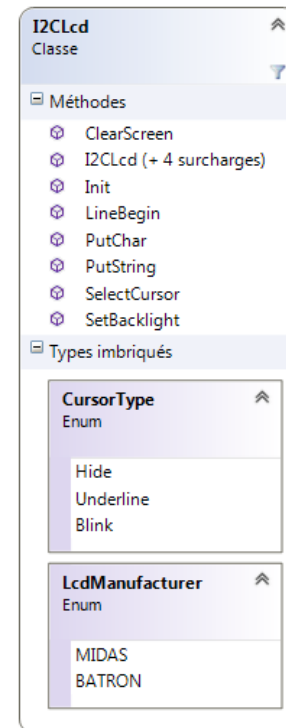 I2CLcd
Classe
Méthodes
ClearScreen
I2CLcd (+ 4 surcharges)
Init
LineBegin
PutChar
PutString
SelectCursor
SetBacklight
Types imbriqués
CursorType
Enum
Hide
Underline
Blink
LcdManufacturer
Enum
MIDAS
BATRON